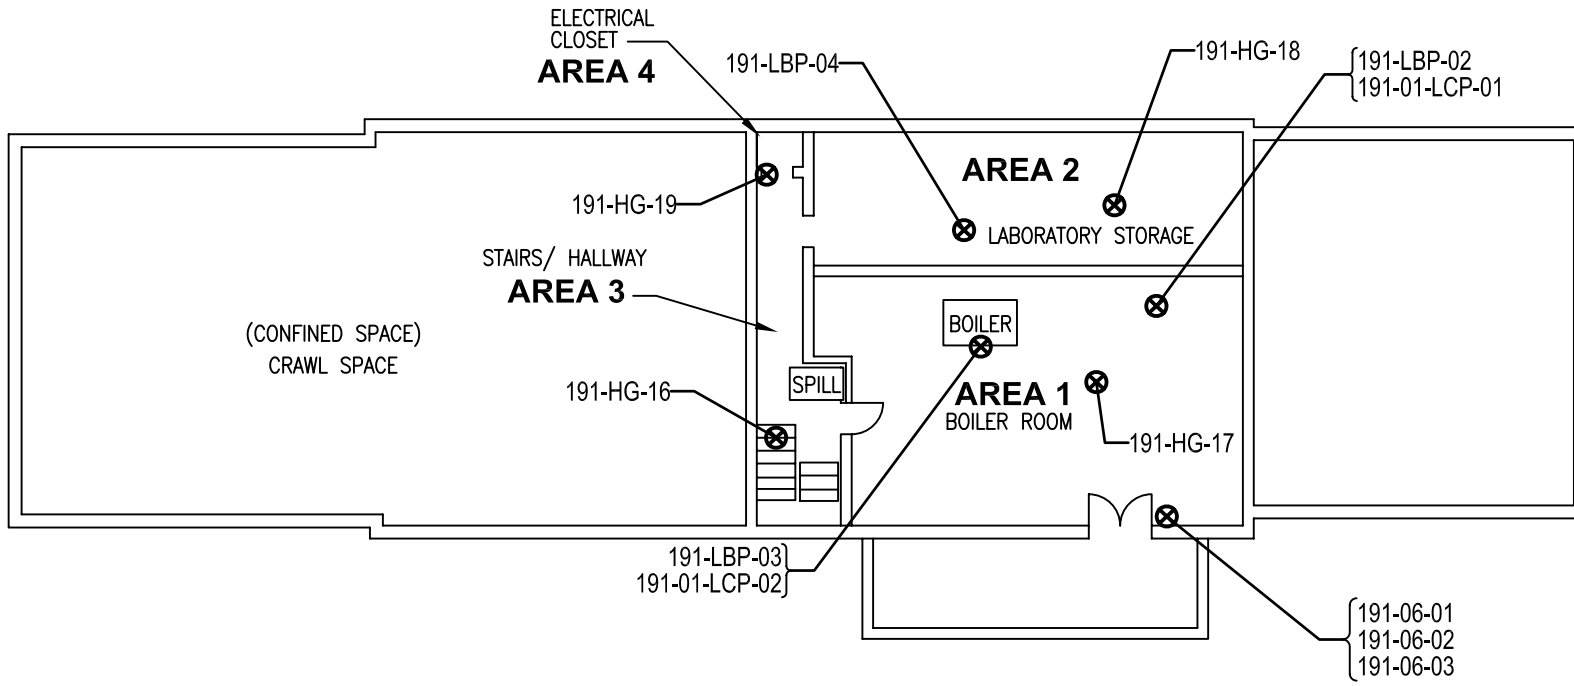 ELECTRICAL
CLOSET
AREA 4
191-LBP-04
191-HG-18
191-LBP-02
191-01-LCP-01
AREA 2
191-HG-19
LABORATORY STORAGE
STAIRS/ HALLWAY
AREA 3
(CONFINED SPACE)
CRAWL SPACE
BOILER
191-HG-16
SPILL
AREA 1
BOILER ROOM
191-HG-17
191-LBP-03
191-01-LCP-02
191-06-01
191-06-02
191-06-03